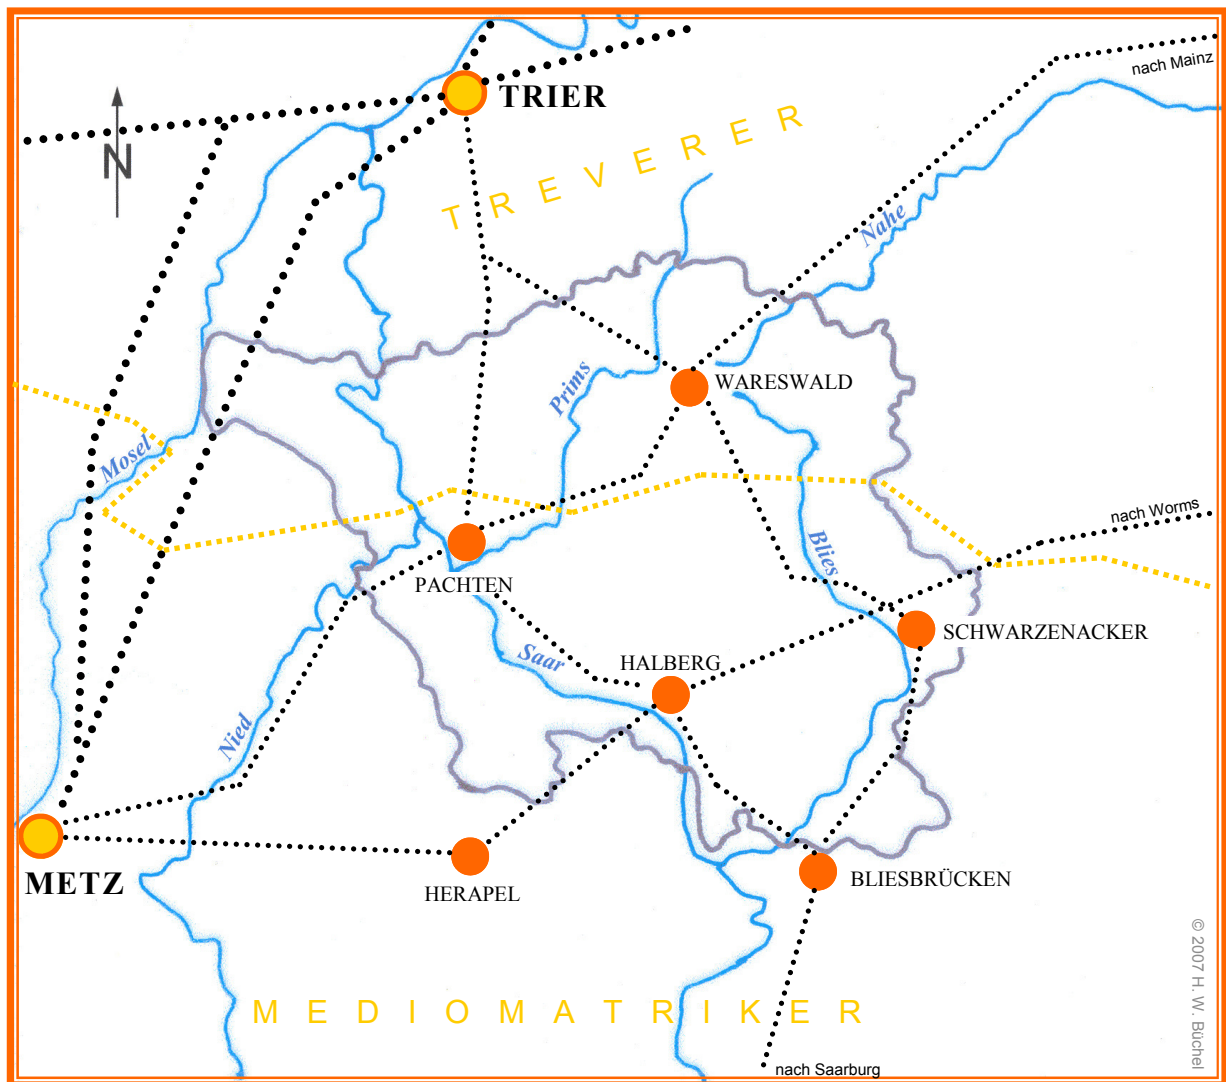 nach Mainz
TRIER
N
TREVERER
Nahe
Prims
WARESWALD
Mosel
nach Worms
Blies
PACHTEN
SCHWARZENACKER
HALBERG
Saar
Nied
METZ
HERAPEL
BLIESBRÜCKEN
MEDIOMATRIKER
nach Saarburg
© 2007 H. W. Büchel